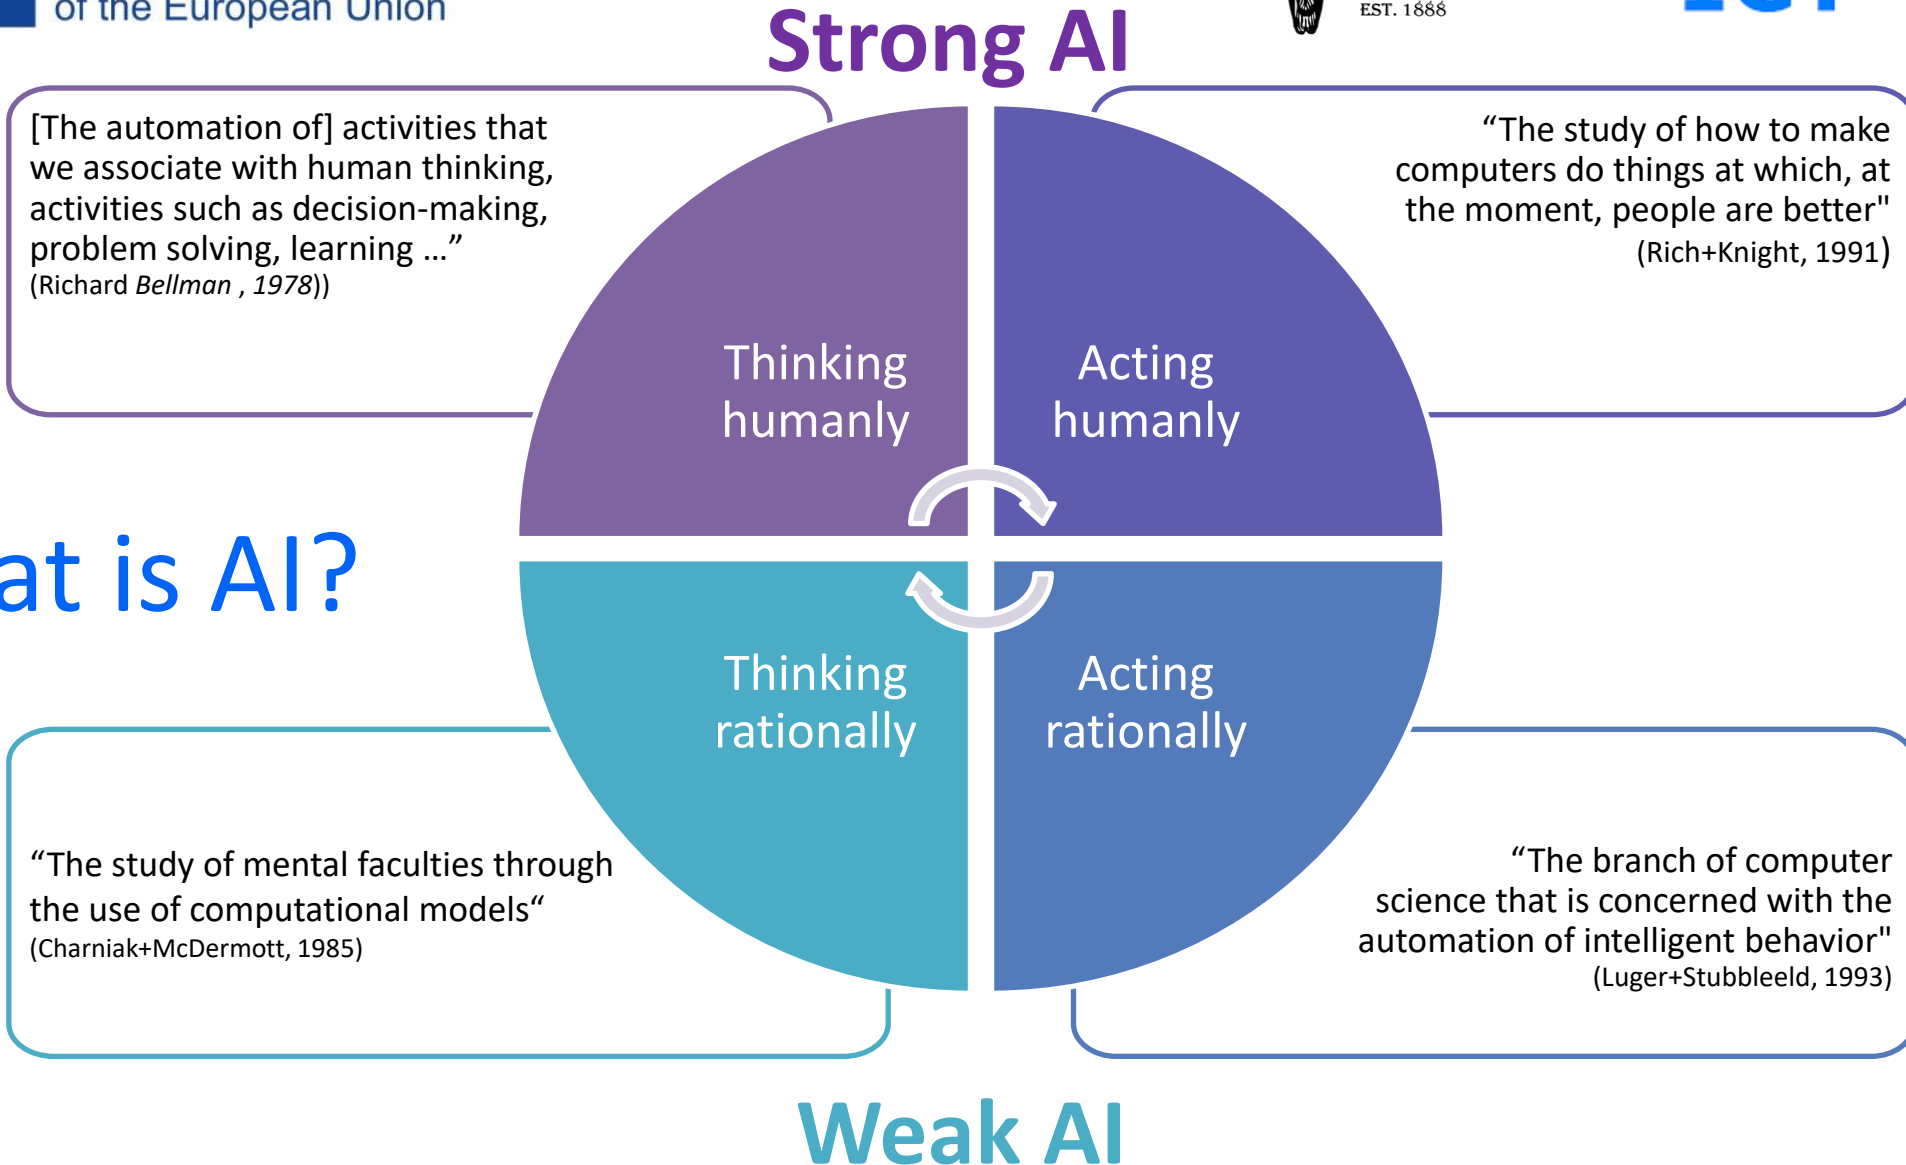 of the European Union
EST. 1888
Strong AI
[The automation of] activities that
we associate with human thinking,
activities such as decision-making,
problem solving, learning …”
(Richard Bellman , 1978))
“The study of how to make
computers do things at which, at
the moment, people are better"
(Rich+Knight, 1991)
Thinking
humanly
Acting
humanly
at is AI?
Thinking
rationally
Acting
rationally
“The study of mental faculties through
the use of computational models“
(Charniak+McDermott, 1985)
“The branch of computer
science that is concerned with the
automation of intelligent behavior"
(Luger+Stubbleeld, 1993)
Weak AI